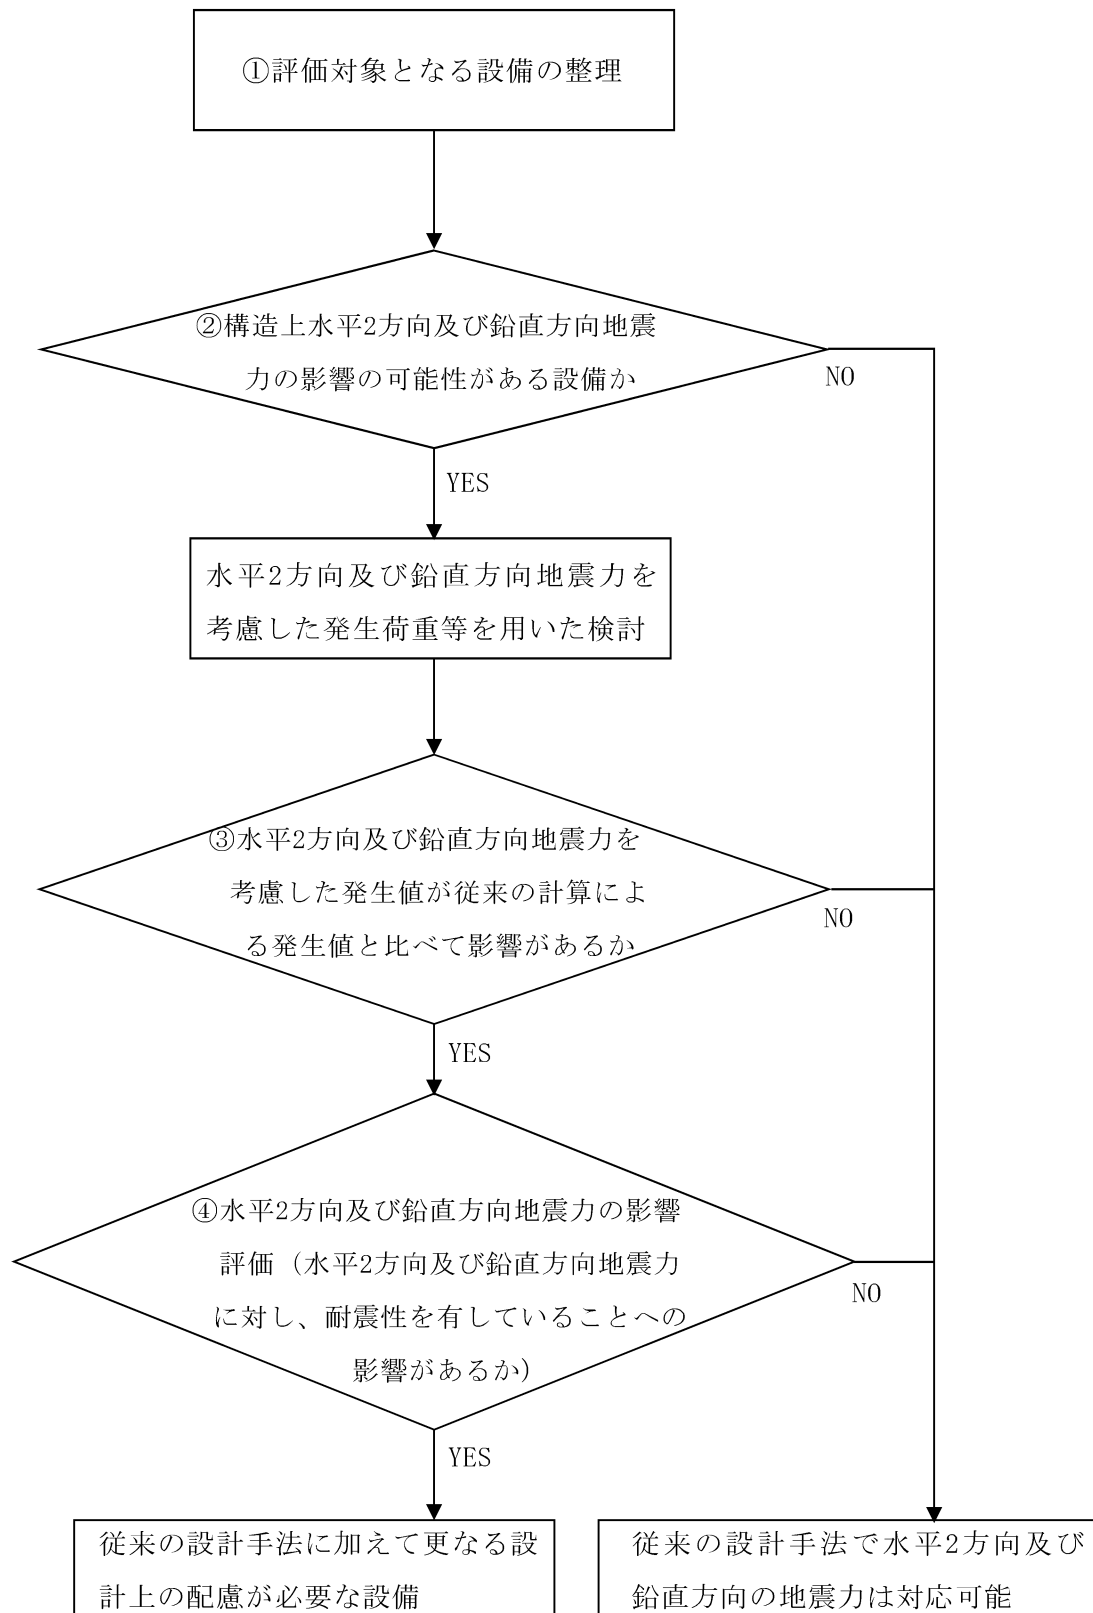 ①評価対象となる設備の整理
②構造上水平2方向及び鉛直方向地震
力の影響の可能性がある設備か
NO
YES
水平2方向及び鉛直方向地震力を
考慮した発生荷重等を用いた検討
③水平2方向及び鉛直方向地震力を
考慮した発生値が従来の計算によ
る発生値と比べて影響があるか
NO
YES
④水平2方向及び鉛直方向地震力の影響
評価（水平2方向及び鉛直方向地震力
に対し、耐震性を有していることへの
影響があるか）
NO
YES
従来の設計手法に加えて更なる設
計上の配慮が必要な設備
従来の設計手法で水平2方向及び
鉛直方向の地震力は対応可能